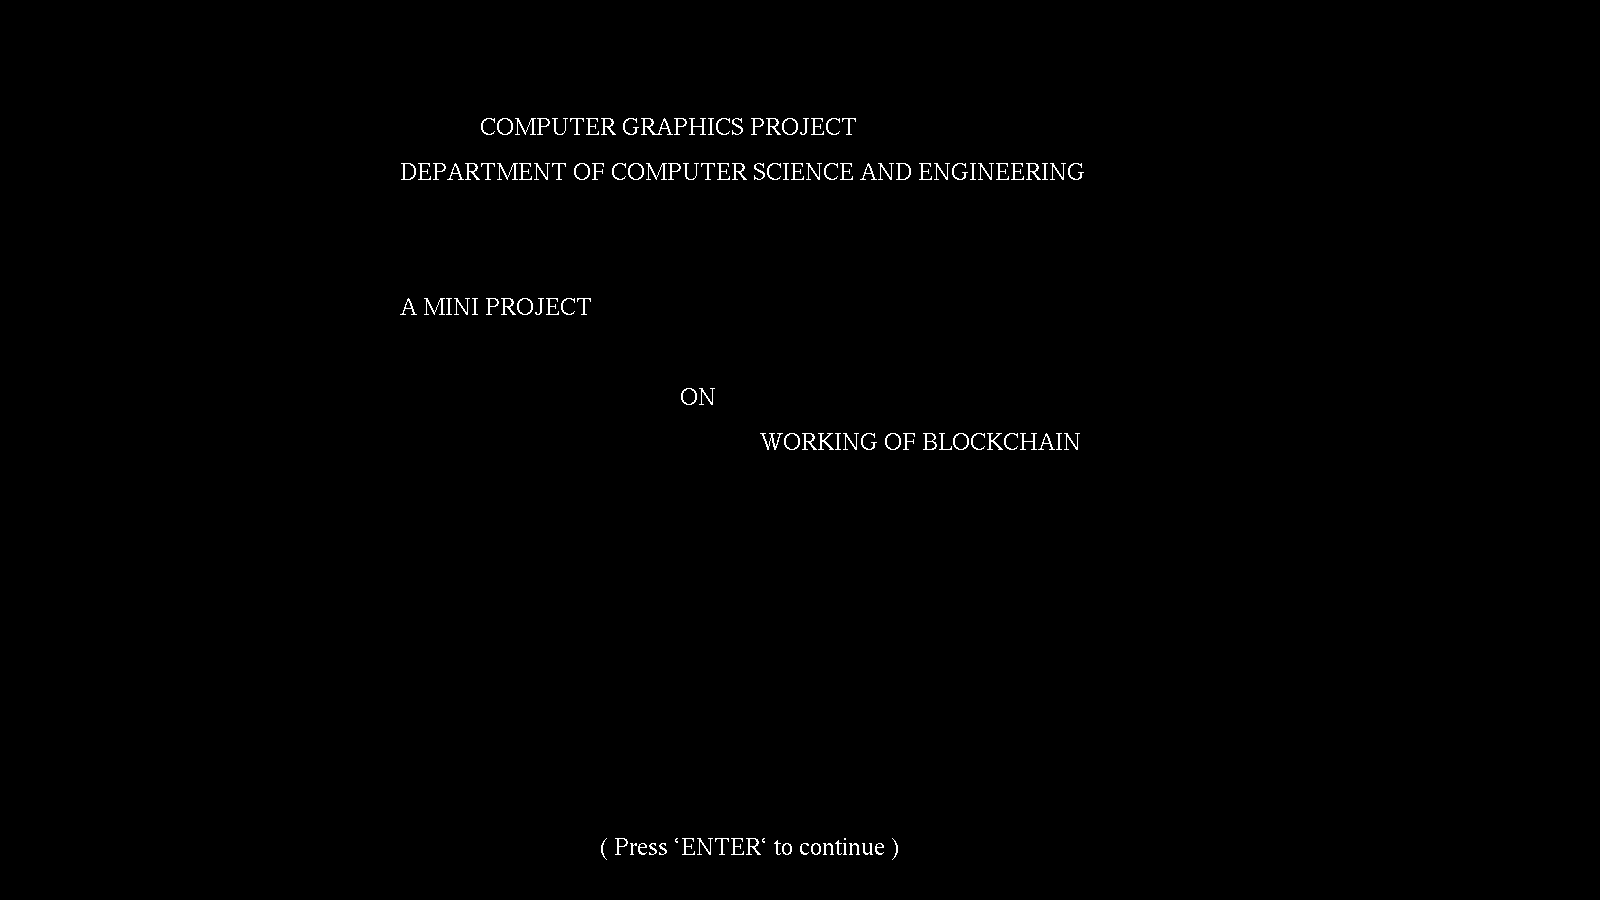 COMPUTER GRAPHICS PROJECT
DEPARTMENT OF COMPUTER SCIENCE AND ENGINEERING
A MINI PROJECT
ON
WORKING OF BLOCKCHAIN
( Press ‘ENTER‘ to continue )